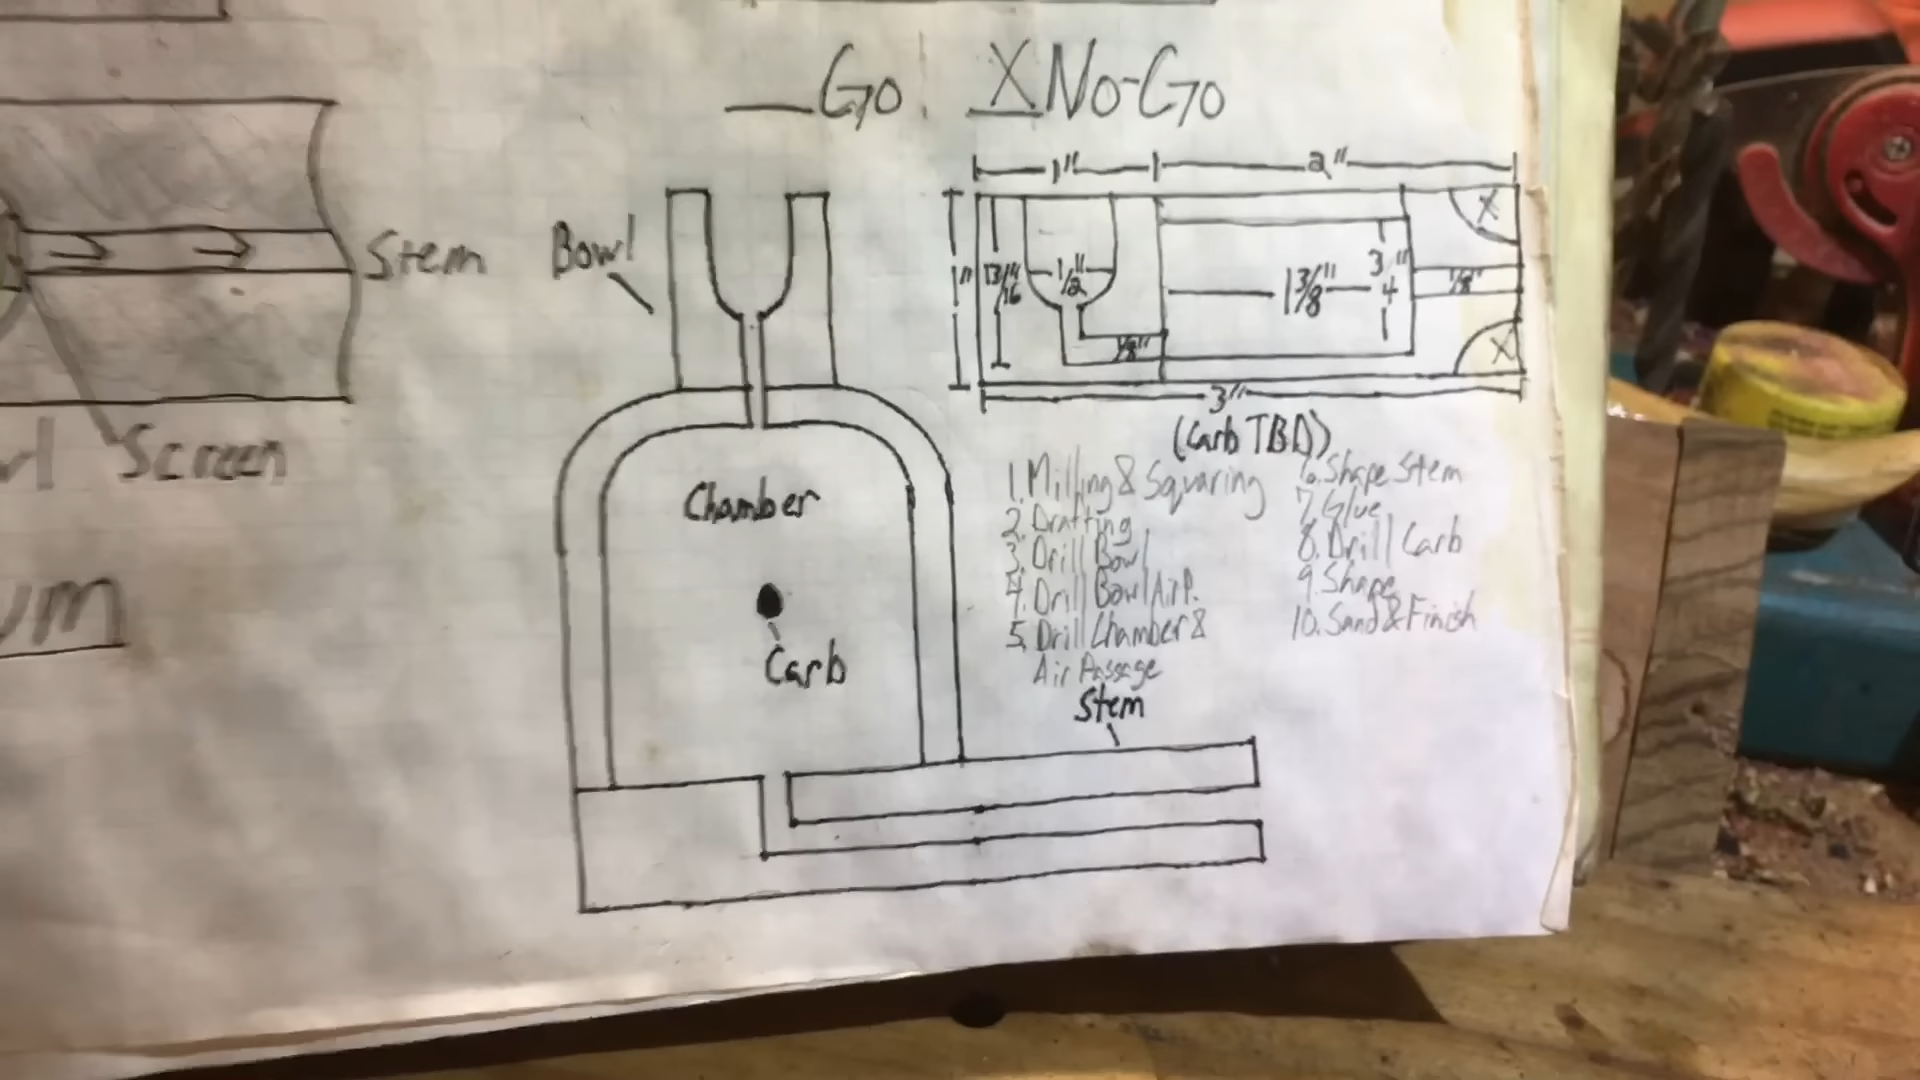 Go X No-Go
1" 2"
Bowl
Stem
1" 13/16" 1/2" 1 3/8" 3/4" 1/8"
1/8"
X
X
3"
(Carb TBD)
Screen
Chamber
Carb
1. Milling & Squaring
2. Drafting
3. Drill Bowl
4. Drill Bowl Air P.
5. Drill Chamber &
Air Passage
6. Shape Stem
7. Glue
8. Drill Carb
9. Shape
10. Sand & Finish
Stem